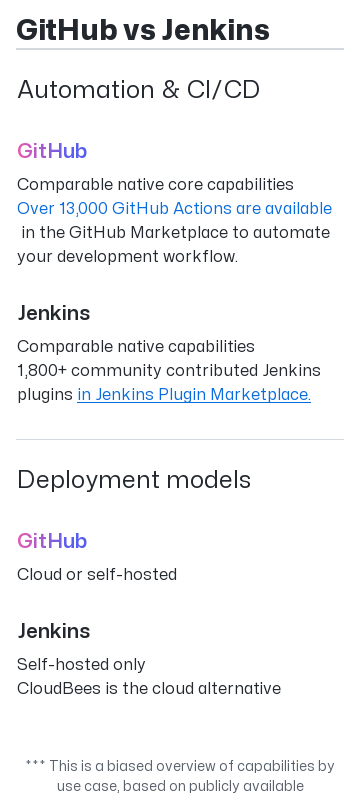 GitHub vs Jenkins
Automation & CI/CD
GitHub
Comparable native core capabilities
Over 13,000 GitHub Actions are available
in the GitHub Marketplace to automate
your development workflow.
Jenkins
Comparable native capabilities
1,800+ community contributed Jenkins
plugins in Jenkins Plugin Marketplace.
Deployment models
GitHub
Cloud or self-hosted
Jenkins
Self-hosted only
CloudBees is the cloud alternative
*** This is a biased overview of capabilities by
use case, based on publicly available